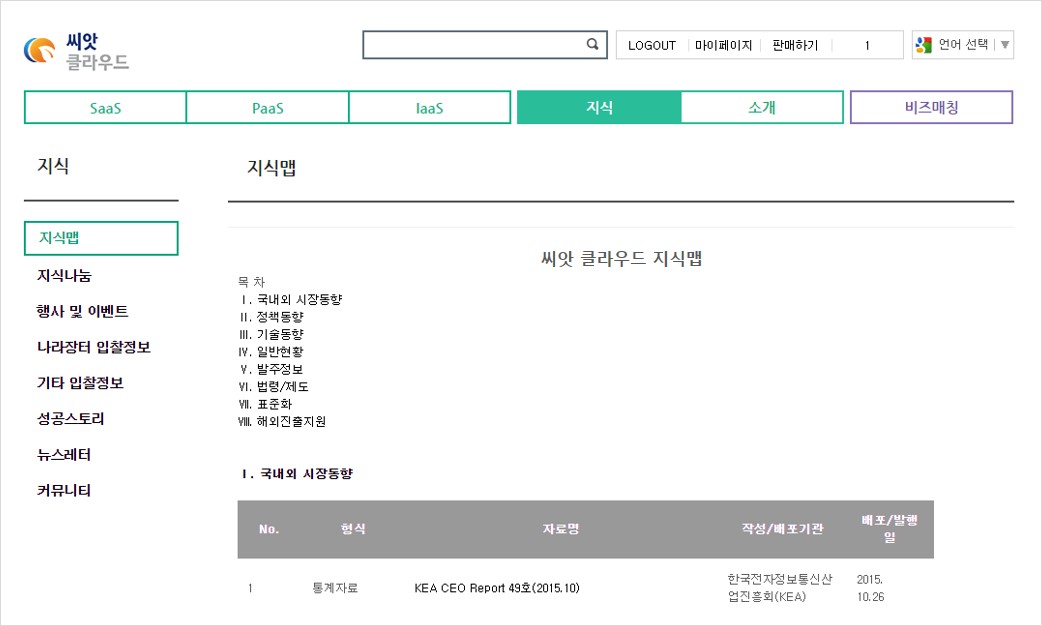 씨앗
클라우드
LOGOUT 마이페이지 판매하기 1 언어 선택
SaaS PaaS IaaS 지식 소개 비즈매칭
지식
지식맵
지식맵
지식나눔
행사 및 이벤트
나라장터 입찰정보
기타 입찰정보
성공스토리
뉴스레터
커뮤니티
씨앗 클라우드 지식맵
목 차
Ⅰ. 국내외 시장동향
Ⅱ. 정책동향
Ⅲ. 기술동향
Ⅳ. 일반현황
Ⅴ. 발주정보
Ⅵ. 법령/제도
Ⅶ. 표준화
Ⅷ. 해외진출지원
Ⅰ. 국내외 시장동향
No. 형식 자료명 작성/배포기관 배포/발행
일
1 통계자료 KEA CEO Report 49호(2015.10) 한국전자정보통신산 2015.
업진흥회(KEA) 10.26